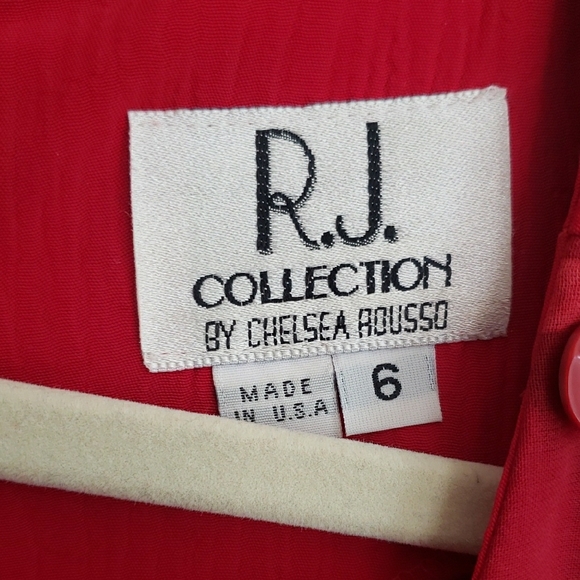 R.J.
COLLECTION
BY CHELSEA ROUSSO
MADE
IN U.S.A
6